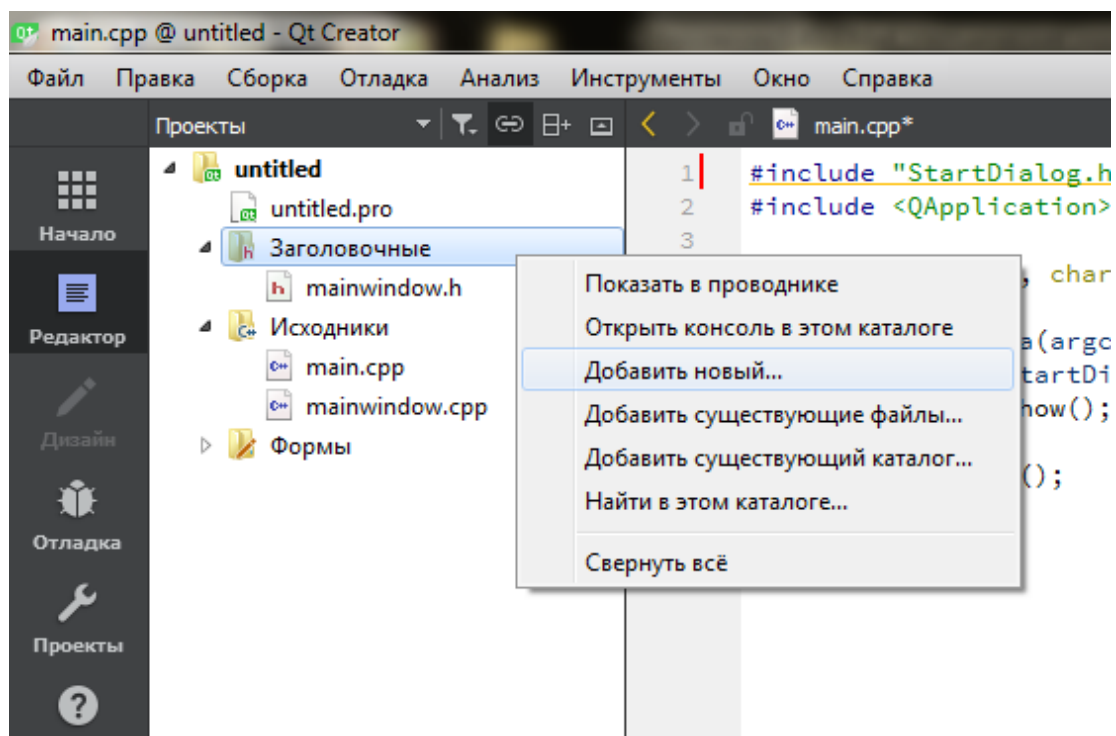 main.cpp @ untitled - Qt Creator
Файл Правка Сборка Отладка Анализ Инструменты Окно Справка
Проекты
main.cpp*
Начало
Редактор
Дизайн
Отладка
Проекты
untitled
untitled.pro
Заголовочные
mainwindow.h
Исходники
main.cpp
mainwindow.cpp
Формы
1 #include "StartDialog.h
2 #include <QApplication>
3
, char
a(argc
tartDi
how();
();
Показать в проводнике
Открыть консоль в этом каталоге
Добавить новый...
Добавить существующие файлы...
Добавить существующий каталог...
Найти в этом каталоге...
Свернуть всё